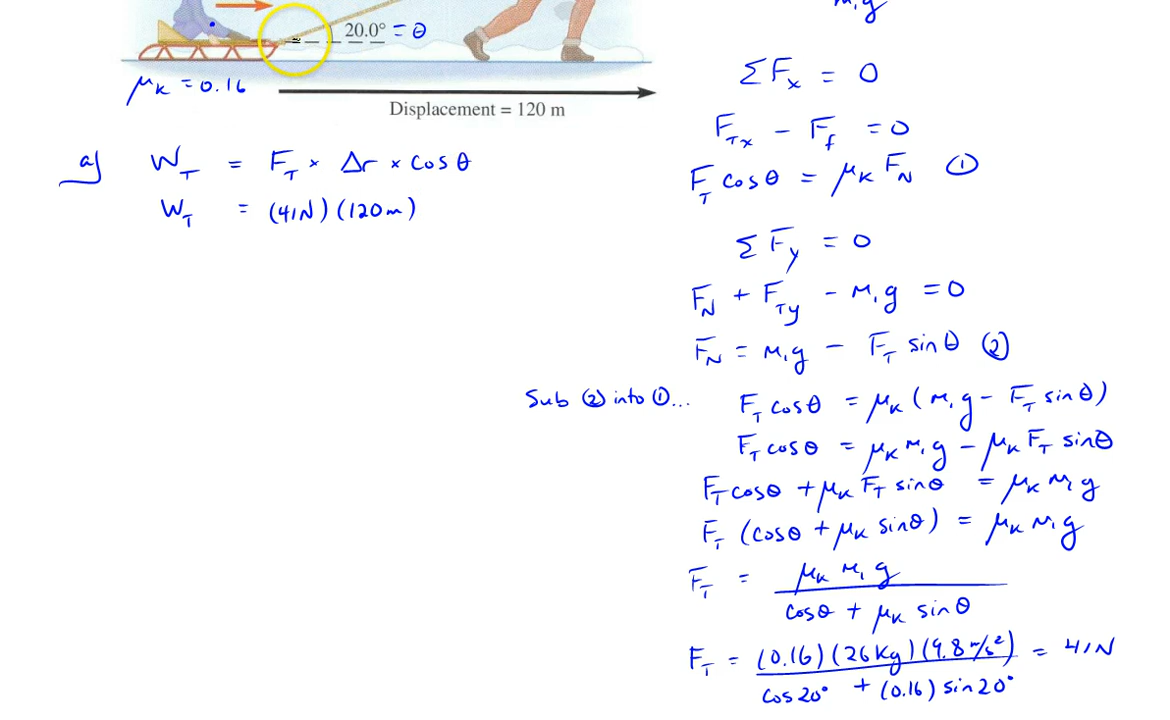 m₁g
20.0° = θ
μₖ = 0.16
Displacement = 120 m
a) W_T = F_T × Δr × cos θ
W_T = (41N)(120m)
ΣFₓ = 0
F_Tx - F_f = 0
F_T cos θ = μₖ F_N ①
ΣF_y = 0
F_N + F_Ty - m₁g = 0
F_N = m₁g - F_T sin θ ②
Sub ② into ①... F_T cos θ = μₖ (m₁g - F_T sin θ)
F_T cos θ = μₖ m₁g - μₖ F_T sin θ
F_T cos θ + μₖ F_T sin θ = μₖ m₁g
F_T (cos θ + μₖ sin θ) = μₖ m₁g
F_T = μₖ m₁g
cos θ + μₖ sin θ
F_T = (0.16)(26 kg)(9.8 m/s²) = 41N
cos 20° + (0.16) sin 20°